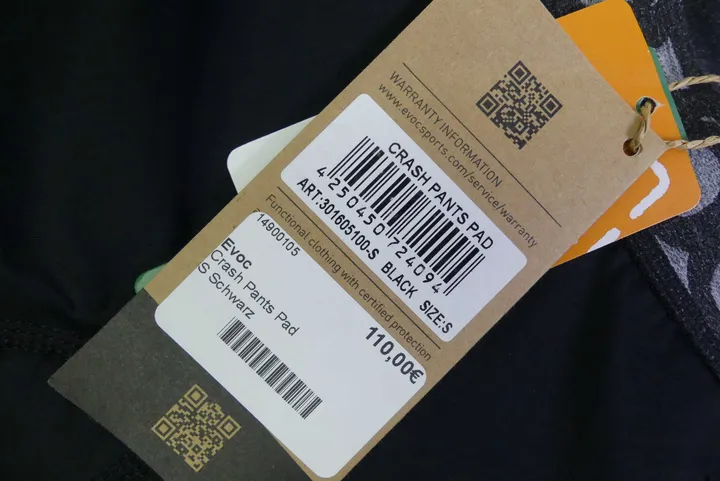 WARRANTY INFORMATION
www.evocsports.com/service/warranty
CRASH PANTS PAD
4 250450 724094
ART:301605100-S BLACK SIZE:S
Functional clothing with certified protection
14900105
Evoc
Crash Pants Pad
S Schwarz
110,00€